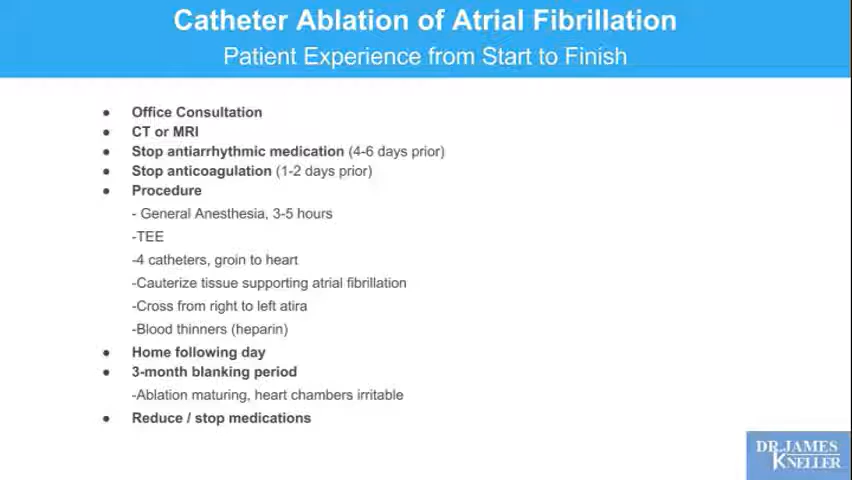 Catheter Ablation of Atrial Fibrillation
Patient Experience from Start to Finish
● Office Consultation
● CT or MRI
● Stop antiarrhythmic medication (4-6 days prior)
● Stop anticoagulation (1-2 days prior)
● Procedure
- General Anesthesia, 3-5 hours
-TEE
-4 catheters, groin to heart
-Cauterize tissue supporting atrial fibrillation
-Cross from right to left atira
-Blood thinners (heparin)
● Home following day
● 3-month blanking period
-Ablation maturing, heart chambers irritable
● Reduce / stop medications
DR.JAMES
KNELLER